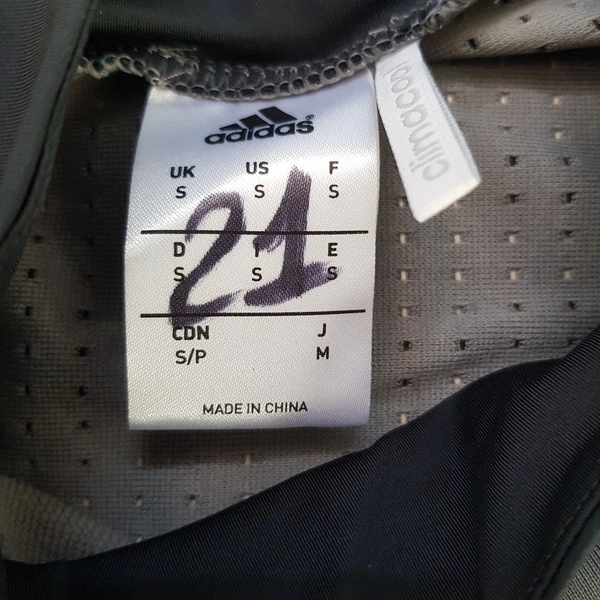 adidas®
UK US F
S S S
21
D I E
S S S
CDN J
S/P M
MADE IN CHINA
climacool